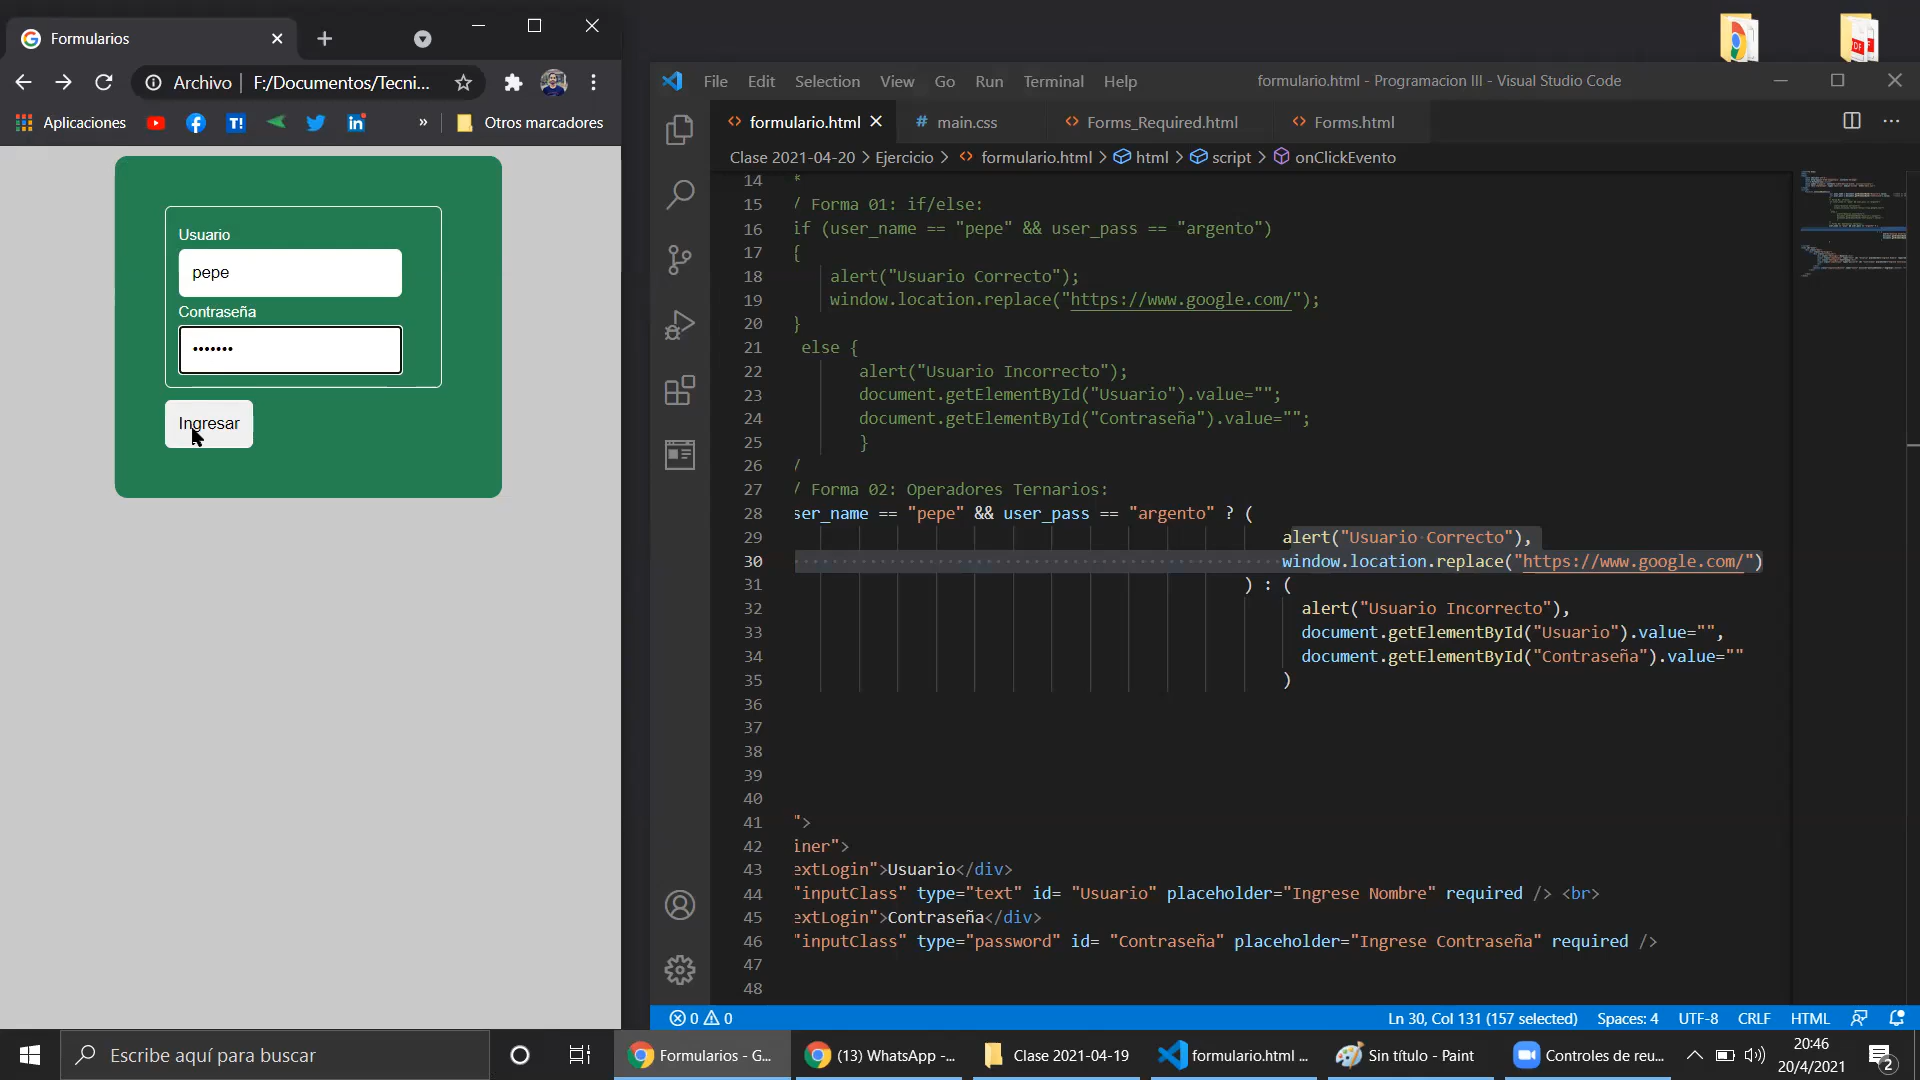 Formularios
Archivo
F:/Documentos/Tecni...
Aplicaciones
T!
in
»
Otros marcadores
Usuario
pepe
Contraseña
•••••••
Ingresar
File Edit Selection View Go Run Terminal Help
formulario.html - Programacion III - Visual Studio Code
formulario.html
main.css
Forms_Required.html
Forms.html
Clase 2021-04-20 > Ejercicio > formulario.html > html > script > onClickEvento
14 *
15 / Forma 01: if/else:
16 if (user_name == "pepe" && user_pass == "argento")
17 {
18 alert("Usuario Correcto");
19 window.location.replace("https://www.google.com/");
20 }
21 else {
22 alert("Usuario Incorrecto");
23 document.getElementById("Usuario").value="";
24 document.getElementById("Contraseña").value="";
25 }
26 /
27 / Forma 02: Operadores Ternarios:
28 ser_name == "pepe" && user_pass == "argento" ? (
29 alert("Usuario Correcto"),
30 window.location.replace("https://www.google.com/")
31 ) : (
32 alert("Usuario Incorrecto"),
33 document.getElementById("Usuario").value="",
34 document.getElementById("Contraseña").value=""
35 )
36
37
38
39
40
41 ">
42 iner">
43 extLogin">Usuario</div>
44 "inputClass" type="text" id= "Usuario" placeholder="Ingrese Nombre" required /> <br>
45 extLogin">Contraseña</div>
46 "inputClass" type="password" id= "Contraseña" placeholder="Ingrese Contraseña" required />
47
48
0 0
Ln 30, Col 131 (157 selected)
Spaces: 4
UTF-8
CRLF
HTML
Escribe aquí para buscar
Formularios - G...
(13) WhatsApp -...
Clase 2021-04-19
formulario.html ...
Sin título - Paint
Controles de reu...
20:46
20/4/2021
2